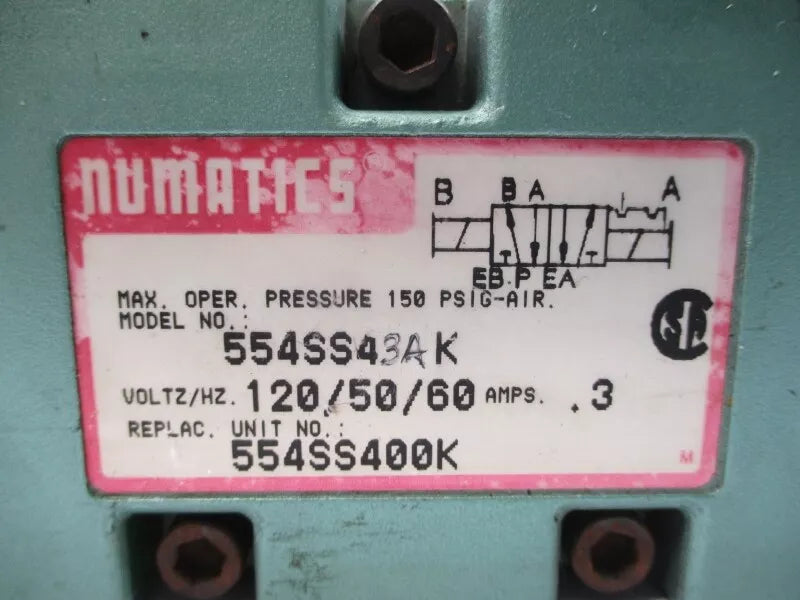 NUMATICS
B B A A
EB P EA
MAX. OPER. PRESSURE 150 PSIG-AIR.
MODEL NO.:
554SS43AK
VOLTZ/HZ. 120/50/60 AMPS. .3
REPLAC. UNIT NO.:
554SS400K
SA
M